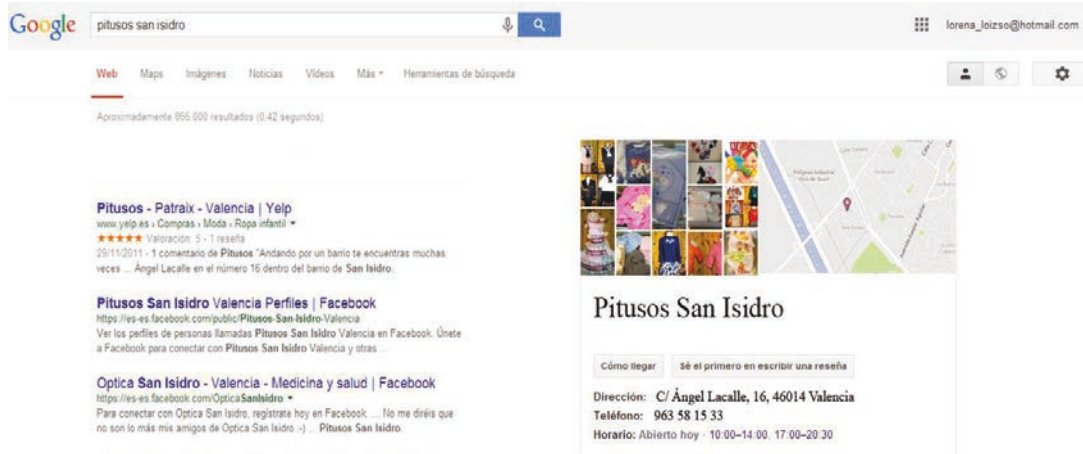 Google pitusos san isidro lorena_loizso@hotmail.com
Web Maps Imágenes Noticias Vídeos Más Herramientas de búsqueda
Aproximadamente 866.000 resultados (0,42 segundos)
Pitusos - Patraix - Valencia | Yelp
www.yelp.es › Compras › Moda › Ropa infantil
Valoración: 5 - 1 reseña
29/11/2011 - 1 comentario de Pitusos "Andando por un barrio te encuentras muchas
veces ... Ángel Lacalle en el número 16 dentro del barrio de San Isidro.
Pitusos San Isidro Valencia Perfiles | Facebook
https://es-es.facebook.com/public/Pitusos-San-Isidro-Valencia
Ver los perfiles de personas llamadas Pitusos San Isidro Valencia en Facebook. Únete
a Facebook para conectar con Pitusos San Isidro Valencia y otras ...
Optica San Isidro - Valencia - Medicina y salud | Facebook
https://es-es.facebook.com/OpticaSanIsidro
Para conectar con Optica San Isidro, regístrate hoy en Facebook. ... No me diréis que
no son lo más mis amigos de Optica San Isidro :-) ... Pitusos San Isidro.
Pitusos San Isidro
Cómo llegar Sé el primero en escribir una reseña
Dirección: C/ Ángel Lacalle, 16, 46014 Valencia
Teléfono: 963 58 15 33
Horario: Abierto hoy · 10:00–14:00, 17:00–20:30